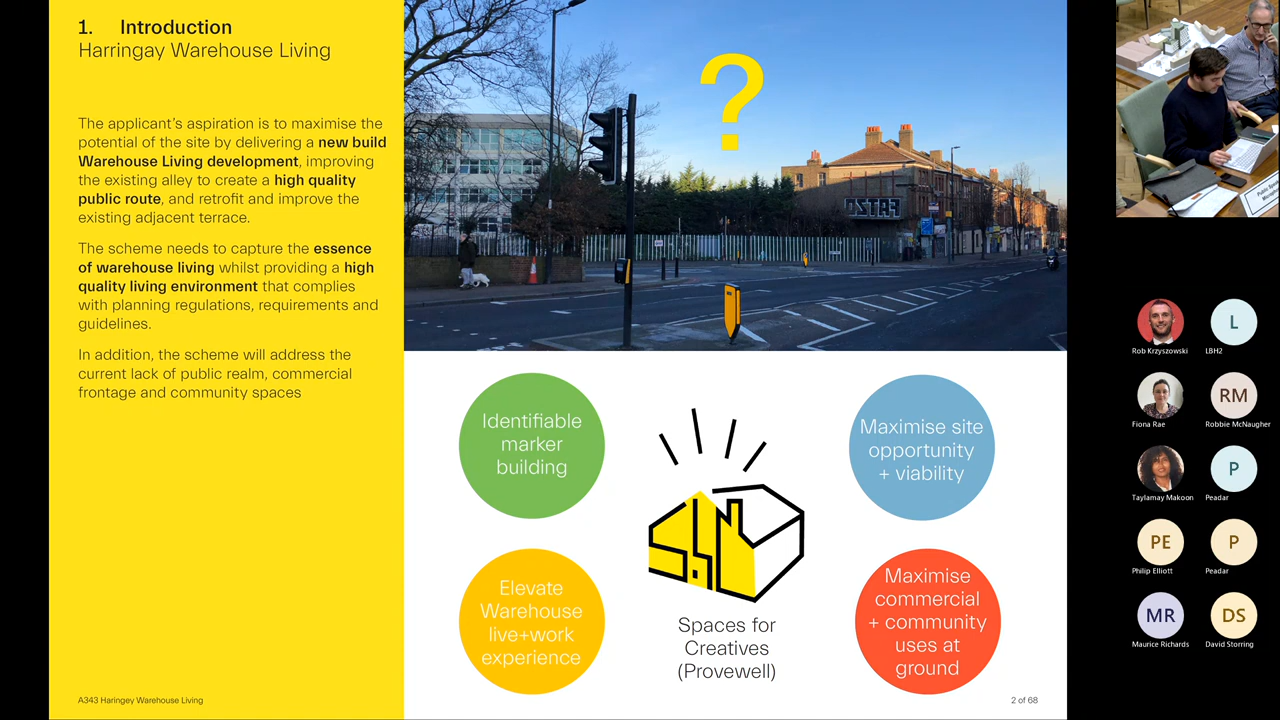 1. Introduction
Harringay Warehouse Living
The applicant's aspiration is to maximise the
potential of the site by delivering a new build
Warehouse Living development, improving
the existing alley to create a high quality
public route, and retrofit and improve the
existing adjacent terrace.
The scheme needs to capture the essence
of warehouse living whilst providing a high
quality living environment that complies
with planning regulations, requirements and
guidelines.
In addition, the scheme will address the
current lack of public realm, commercial
frontage and community spaces
A343 Haringey Warehouse Living
?
Identifiable
marker
building
Maximise site
opportunity
+ viability
Elevate
Warehouse
live+work
experience
Spaces for
Creatives
(Provewell)
Maximise
commercial
+ community
uses at
ground
2 of 68
Rob Krzyszowski
L
LBH2
Fiona Rae
RM
Robbie McNaugher
Taylamay Makoon
P
Peadar
PE
Philip Elliott
P
Peadar
MR
Maurice Richards
DS
David Storring